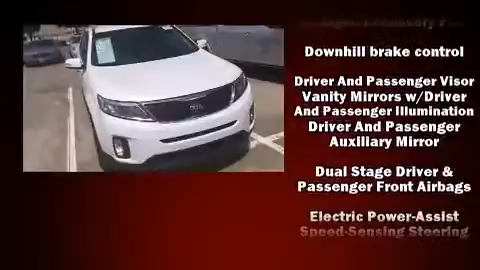 Downhill brake control
Driver And Passenger Visor
Vanity Mirrors w/Driver
And Passenger Illumination
Driver And Passenger
Auxiliary Mirror
Dual Stage Driver &
Passenger Front Airbags
Electric Power-Assist
Speed-Sensing Steering